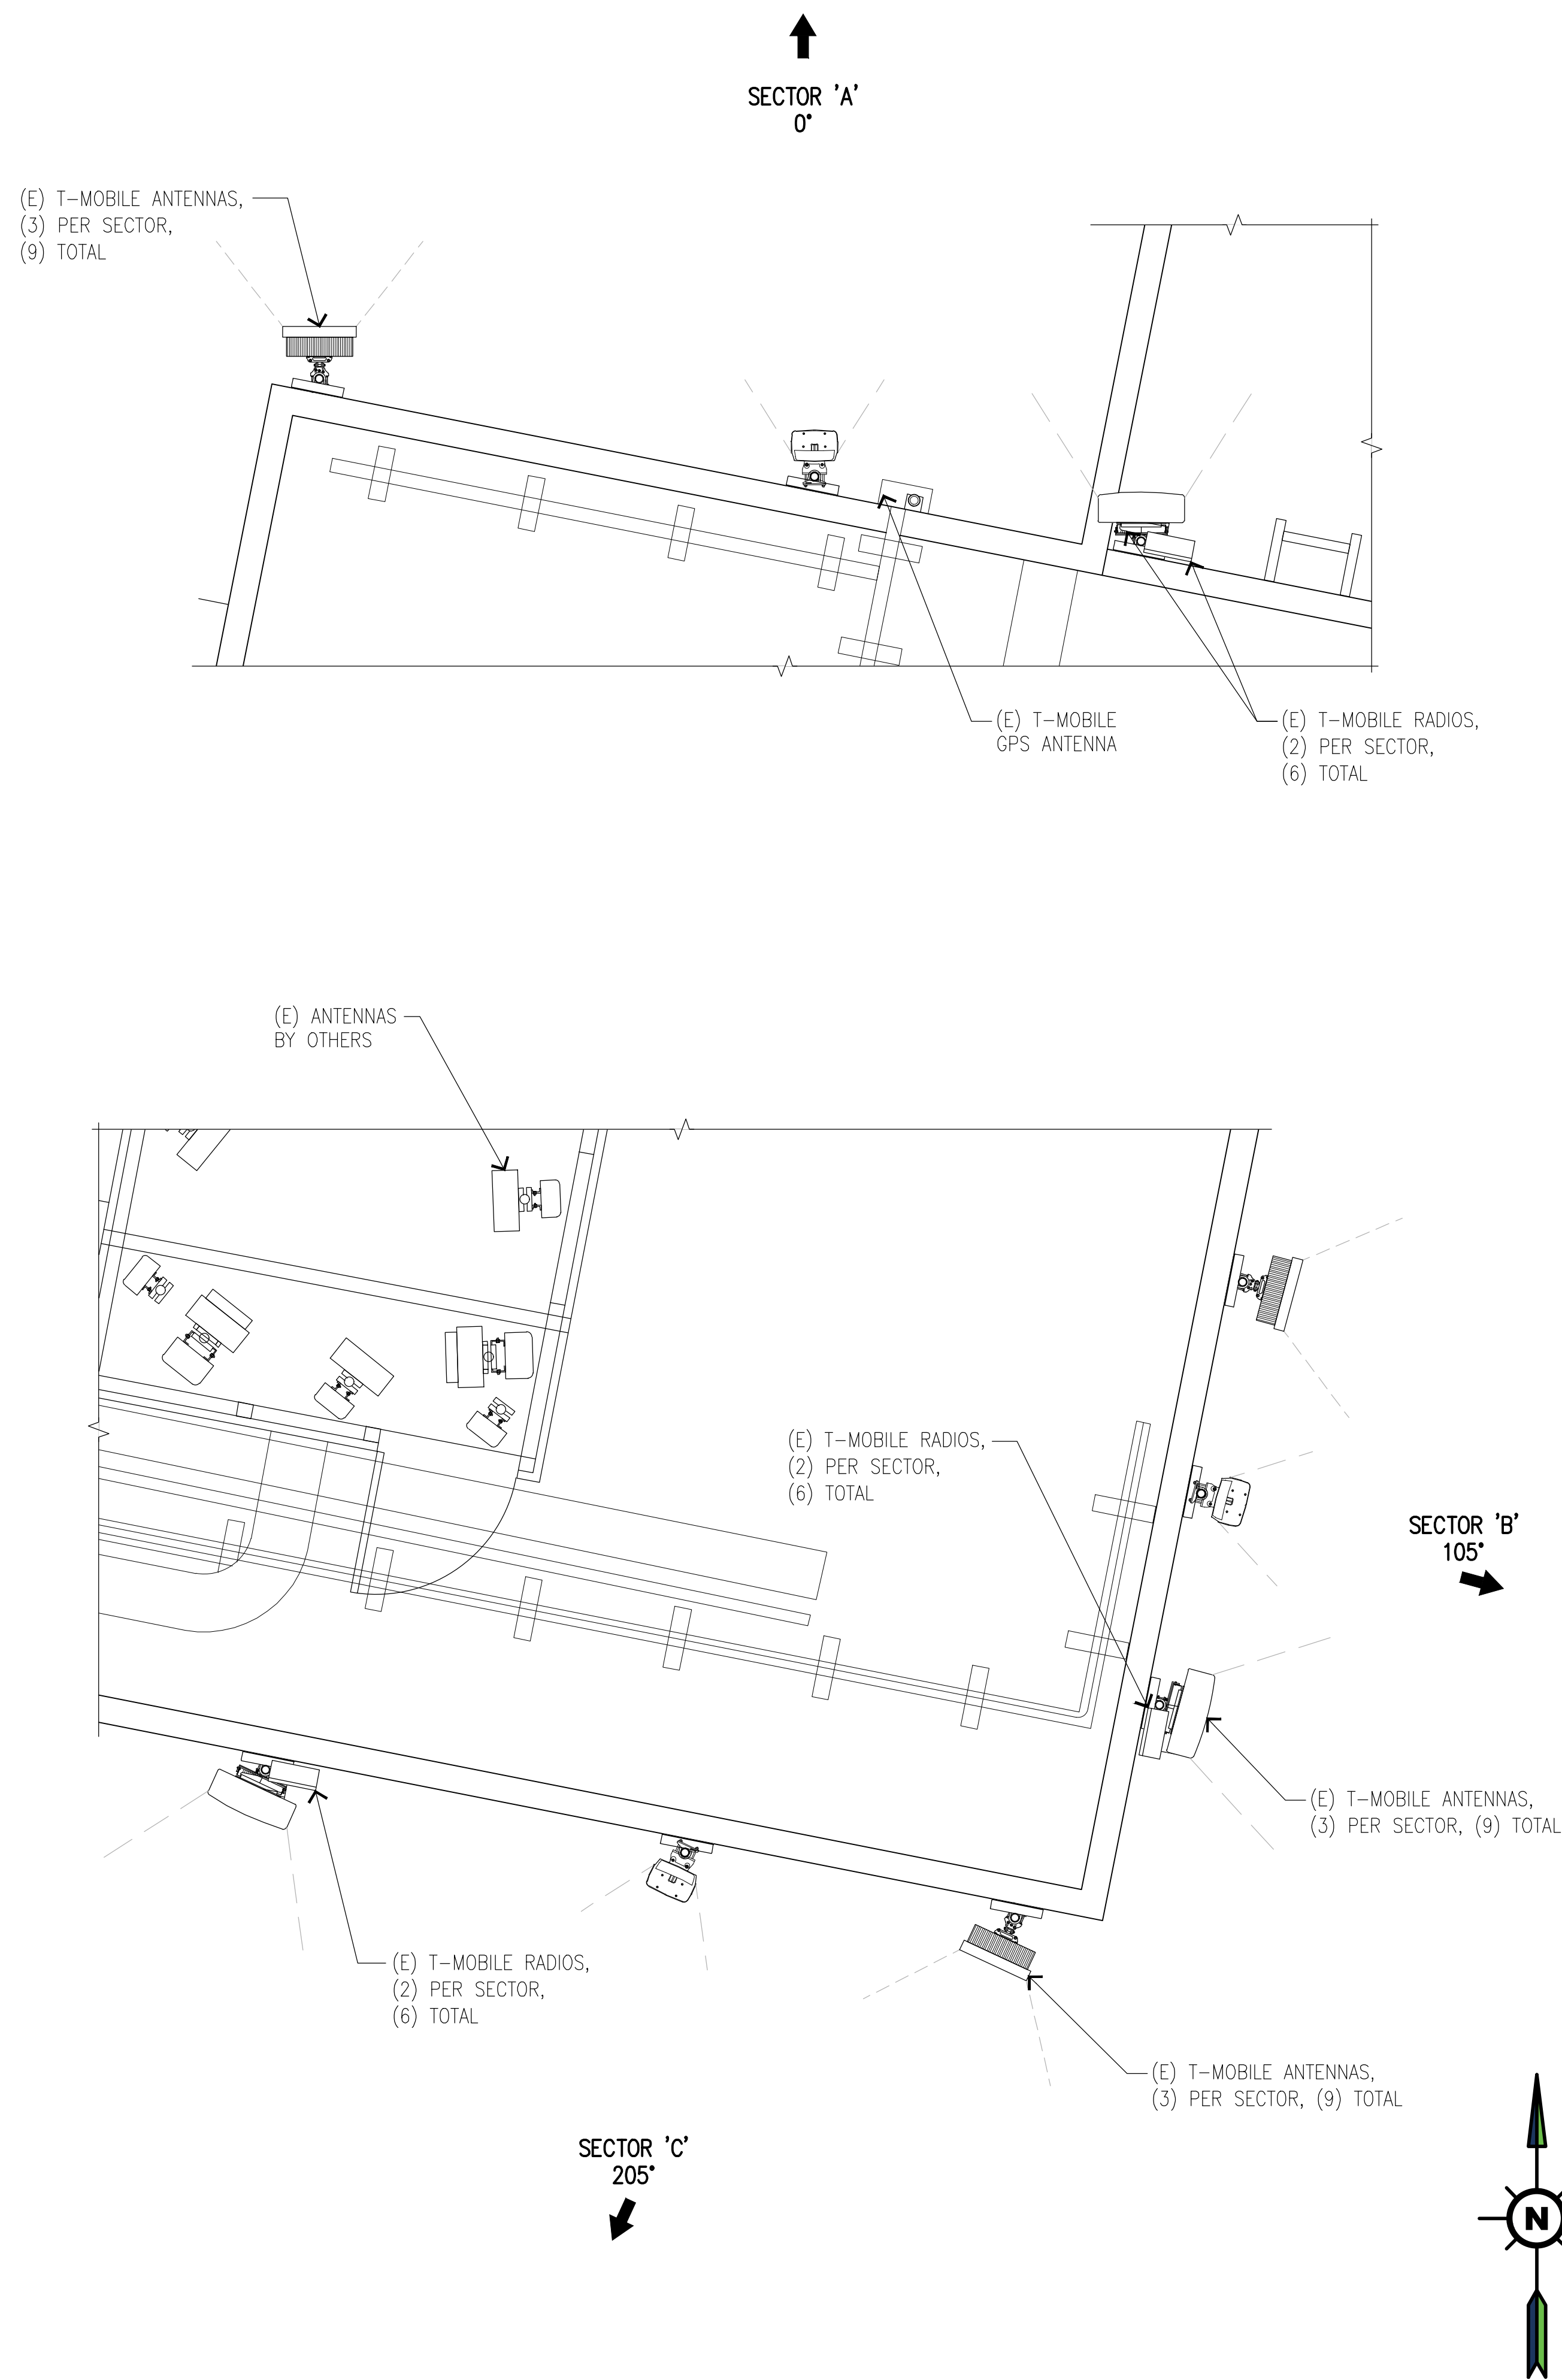 SECTOR 'A'
0°
(E) T-MOBILE ANTENNAS,
(3) PER SECTOR,
(9) TOTAL
(E) T-MOBILE
GPS ANTENNA
(E) T-MOBILE RADIOS,
(2) PER SECTOR,
(6) TOTAL
(E) ANTENNAS
BY OTHERS
(E) T-MOBILE RADIOS,
(2) PER SECTOR,
(6) TOTAL
SECTOR 'B'
105°
(E) T-MOBILE ANTENNAS,
(3) PER SECTOR, (9) TOTAL
(E) T-MOBILE RADIOS,
(2) PER SECTOR,
(6) TOTAL
(E) T-MOBILE ANTENNAS,
(3) PER SECTOR, (9) TOTAL
SECTOR 'C'
205°
N